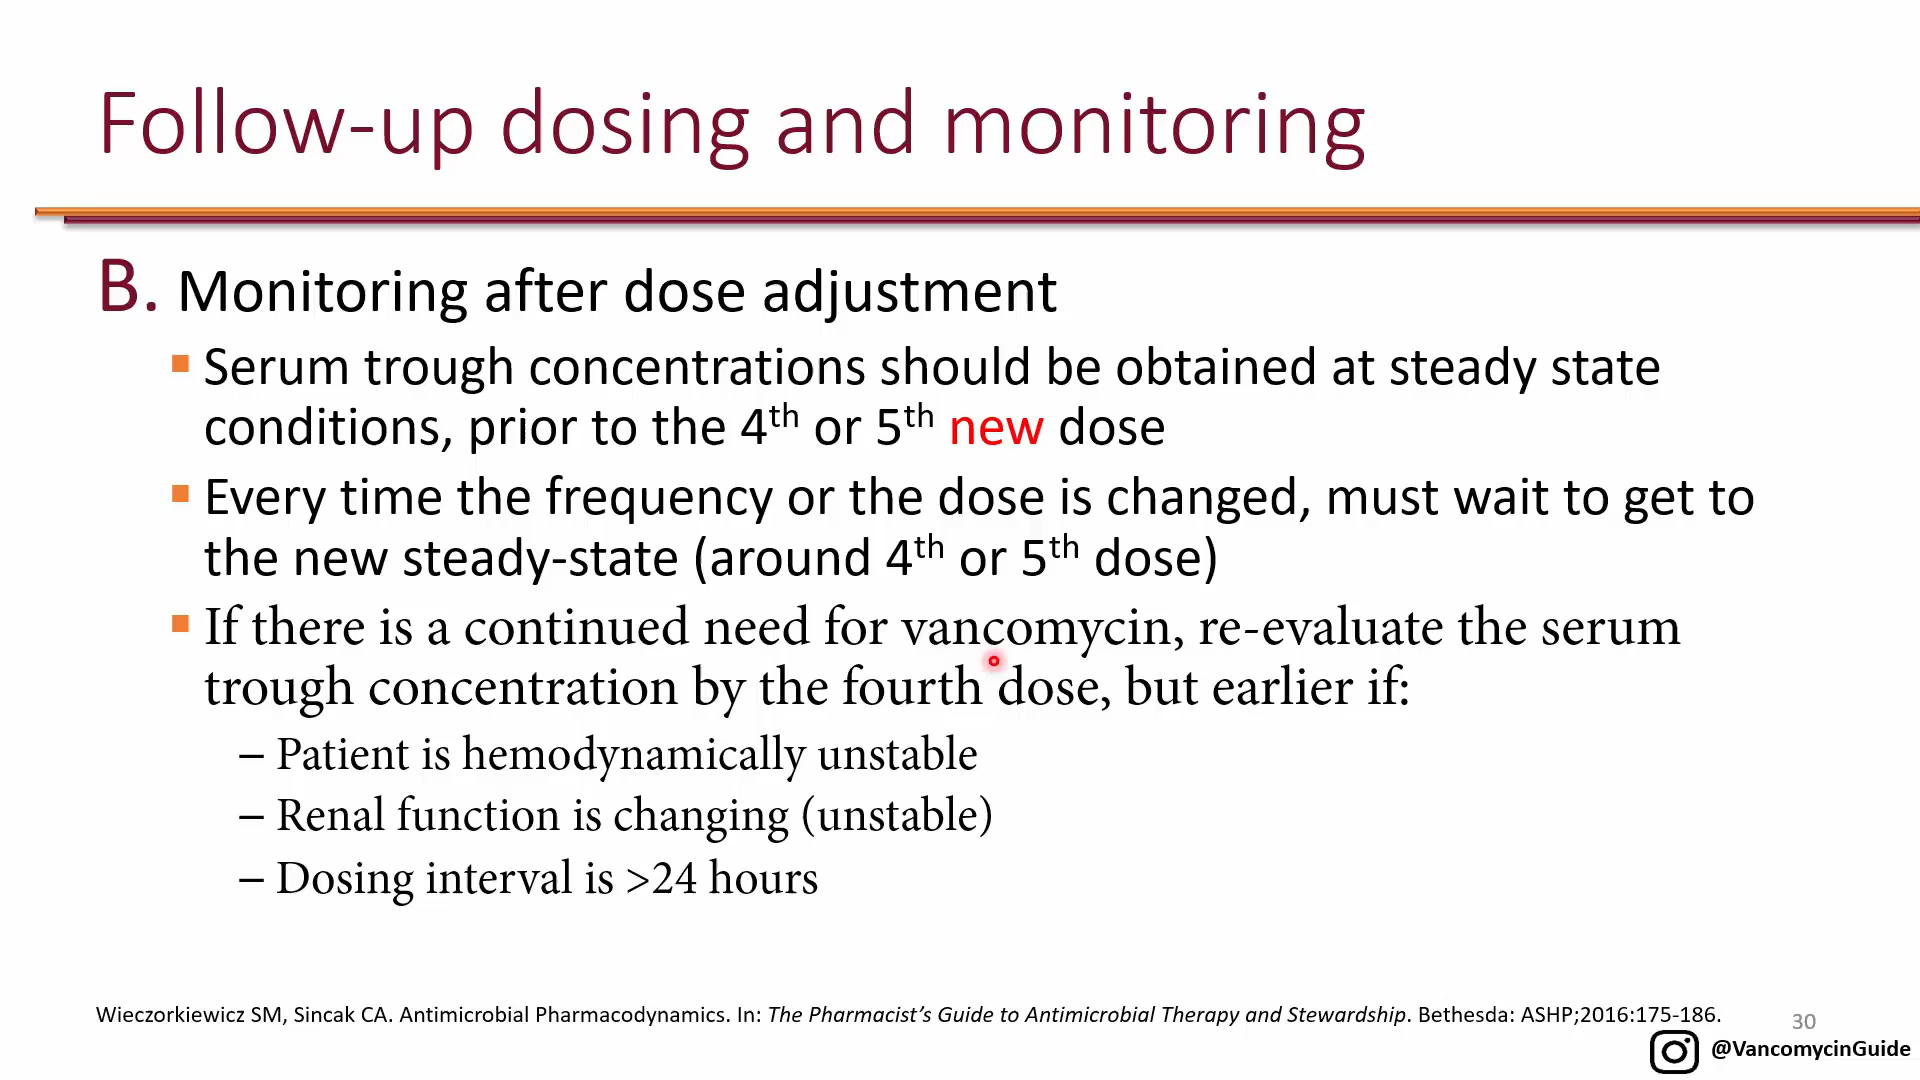 Follow-up dosing and monitoring
B. Monitoring after dose adjustment
▪ Serum trough concentrations should be obtained at steady state
conditions, prior to the 4th or 5th new dose
▪ Every time the frequency or the dose is changed, must wait to get to
the new steady-state (around 4th or 5th dose)
▪ If there is a continued need for vancomycin, re-evaluate the serum
trough concentration by the fourth dose, but earlier if:
– Patient is hemodynamically unstable
– Renal function is changing (unstable)
– Dosing interval is >24 hours
Wieczorkiewicz SM, Sincak CA. Antimicrobial Pharmacodynamics. In: The Pharmacist’s Guide to Antimicrobial Therapy and Stewardship. Bethesda: ASHP;2016:175-186.
30
@VancomycinGuide